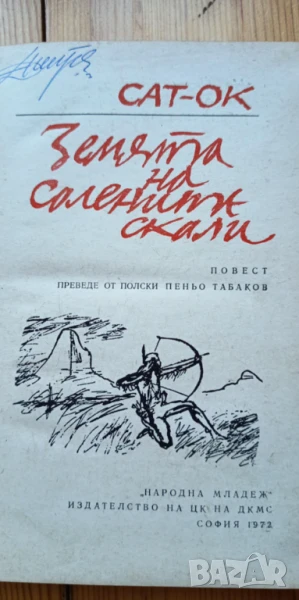 САТ-ОК
Земята
на
солените
скали
ПОВЕСТ
ПРЕВЕДЕ ОТ ПОЛСКИ ПЕНЬО ТАБАКОВ
„НАРОДНА МЛАДЕЖ"
ИЗДАТЕЛСТВО НА ЦК НА ДКМС
СОФИЯ 1972
BAZAR